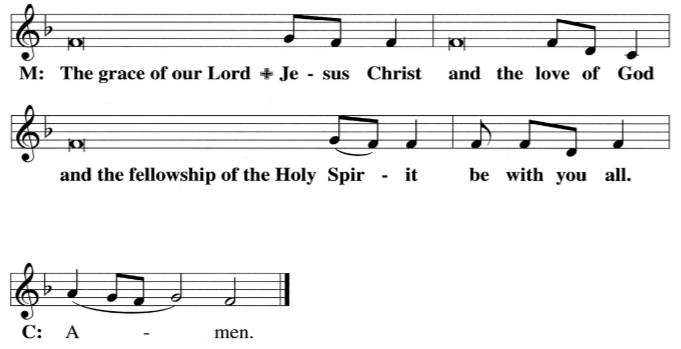 M: The grace of our Lord ✙ Je - sus Christ and the love of God
and the fellowship of the Holy Spir - it be with you all.
C: A - men.